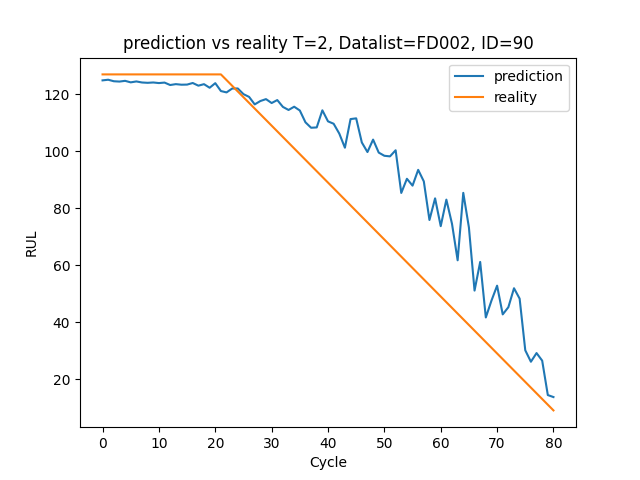 prediction vs reality T=2, Datalist=FD002, ID=90
prediction
reality
RUL
120
100
80
60
40
20
0 10 20 30 40 50 60 70 80
Cycle